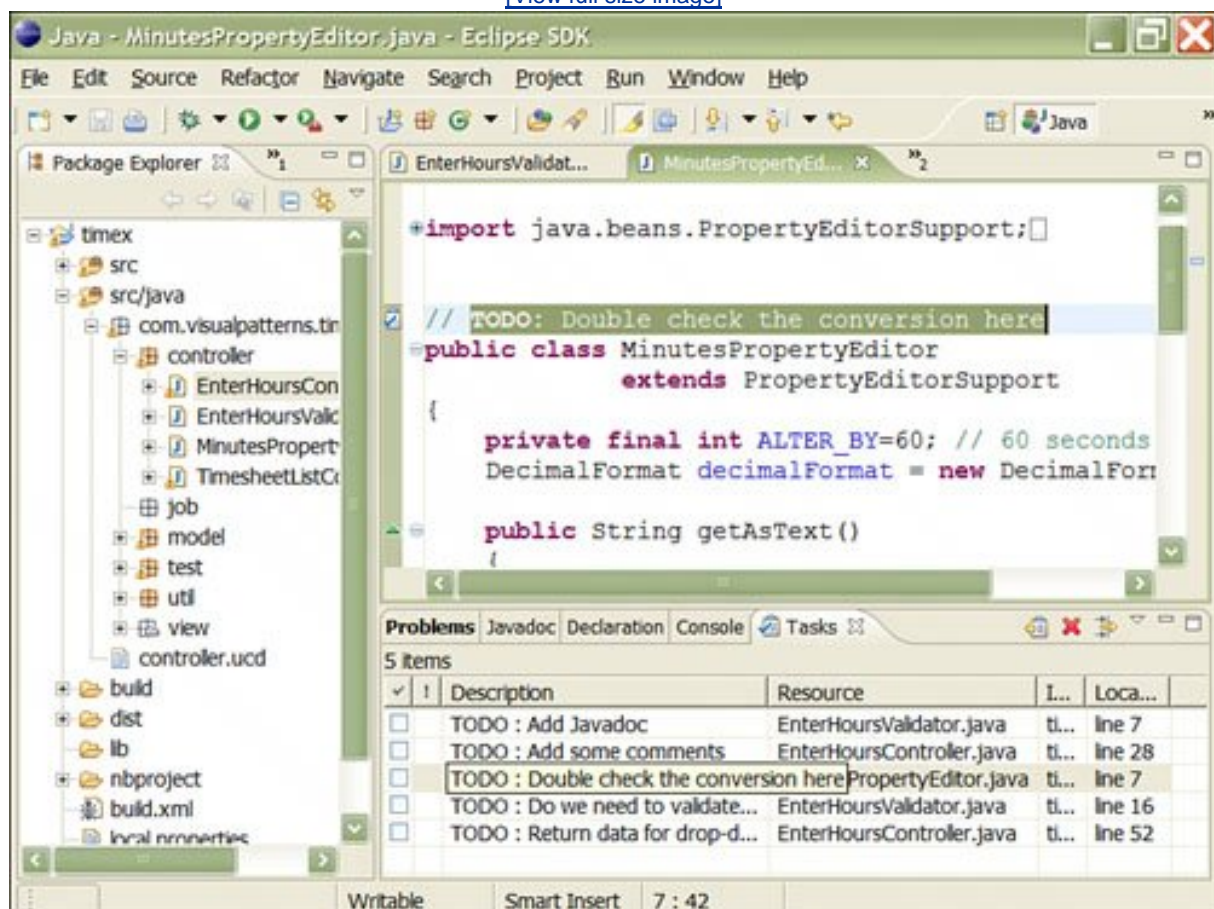 [View full size image]
Java - MinutesPropertyEditor.java - Eclipse SDK
File Edit Source Refactor Navigate Search Project Run Window Help
Java
Package Explorer
1
EnterHoursValidat...
MinutesPropertyEd...
2
timex
src
src/java
com.visualpatterns.tim
controller
EnterHoursCon
EnterHoursValid
MinutesPropert
TimesheetListCo
job
model
test
util
view
controller.ucd
build
dist
lib
nbproject
build.xml
local.properties
import java.beans.PropertyEditorSupport;
// TODO: Double check the conversion here
public class MinutesPropertyEditor
extends PropertyEditorSupport
{
private final int ALTER_BY=60; // 60 seconds
DecimalFormat decimalFormat = new DecimalForm
public String getAsText()
{
Problems Javadoc Declaration Console Tasks
5 items
! Description Resource I... Loca...
TODO : Add Javadoc EnterHoursValidator.java ti... line 7
TODO : Add some comments EnterHoursController.java ti... line 28
TODO : Double check the conversion here PropertyEditor.java ti... line 7
TODO : Do we need to validate... EnterHoursValidator.java ti... line 16
TODO : Return data for drop-d... EnterHoursController.java ti... line 52
Writable Smart Insert 7 : 42